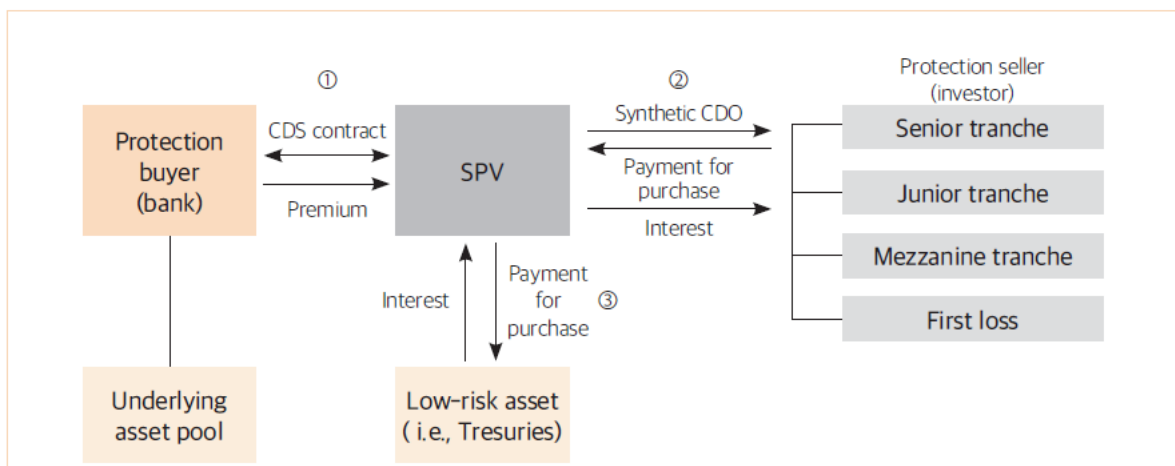 ①
②
Protection seller
(investor)
Protection
buyer
(bank)
CDS contract
Premium
SPV
Synthetic CDO
Payment for
purchase
Interest
Senior tranche
Junior tranche
Mezzanine tranche
First loss
Interest
Payment
for
purchase
③
Underlying
asset pool
Low-risk asset
( i.e., Tresuries)